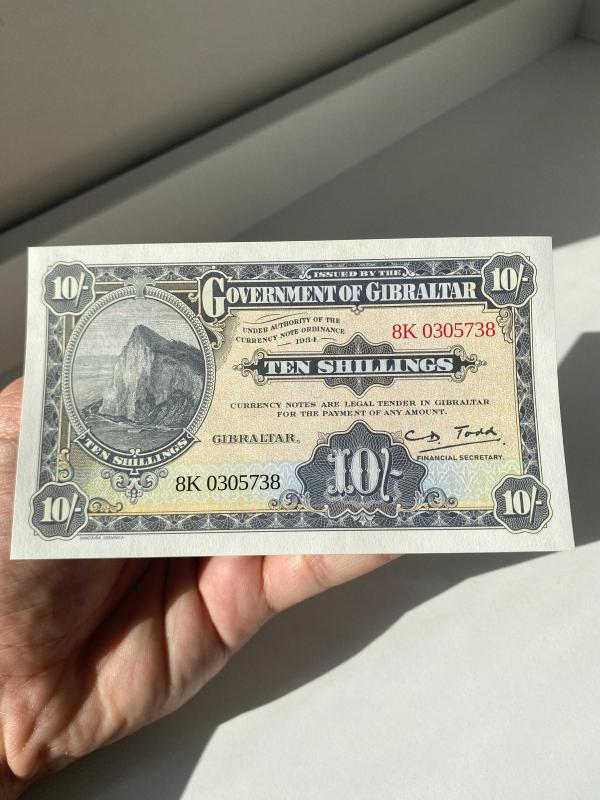 10/-
ISSUED BY THE
10/-
GOVERNMENT OF GIBRALTAR
UNDER AUTHORITY OF THE
CURRENCY NOTE ORDINANCE
1934
8K 0305738
TEN SHILLINGS
CURRENCY NOTES ARE LEGAL TENDER IN GIBRALTAR
FOR THE PAYMENT OF ANY AMOUNT.
TEN SHILLINGS
GIBRALTAR.
C D Todd.
FINANCIAL SECRETARY.
8K 0305738
10/-
10/-
10/-